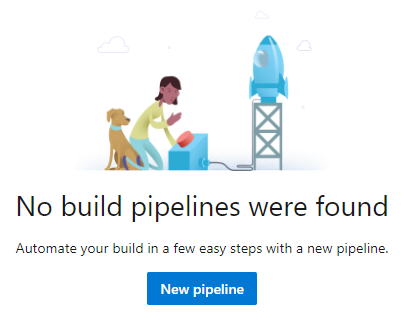 No build pipelines were found
Automate your build in a few easy steps with a new pipeline.
New pipeline